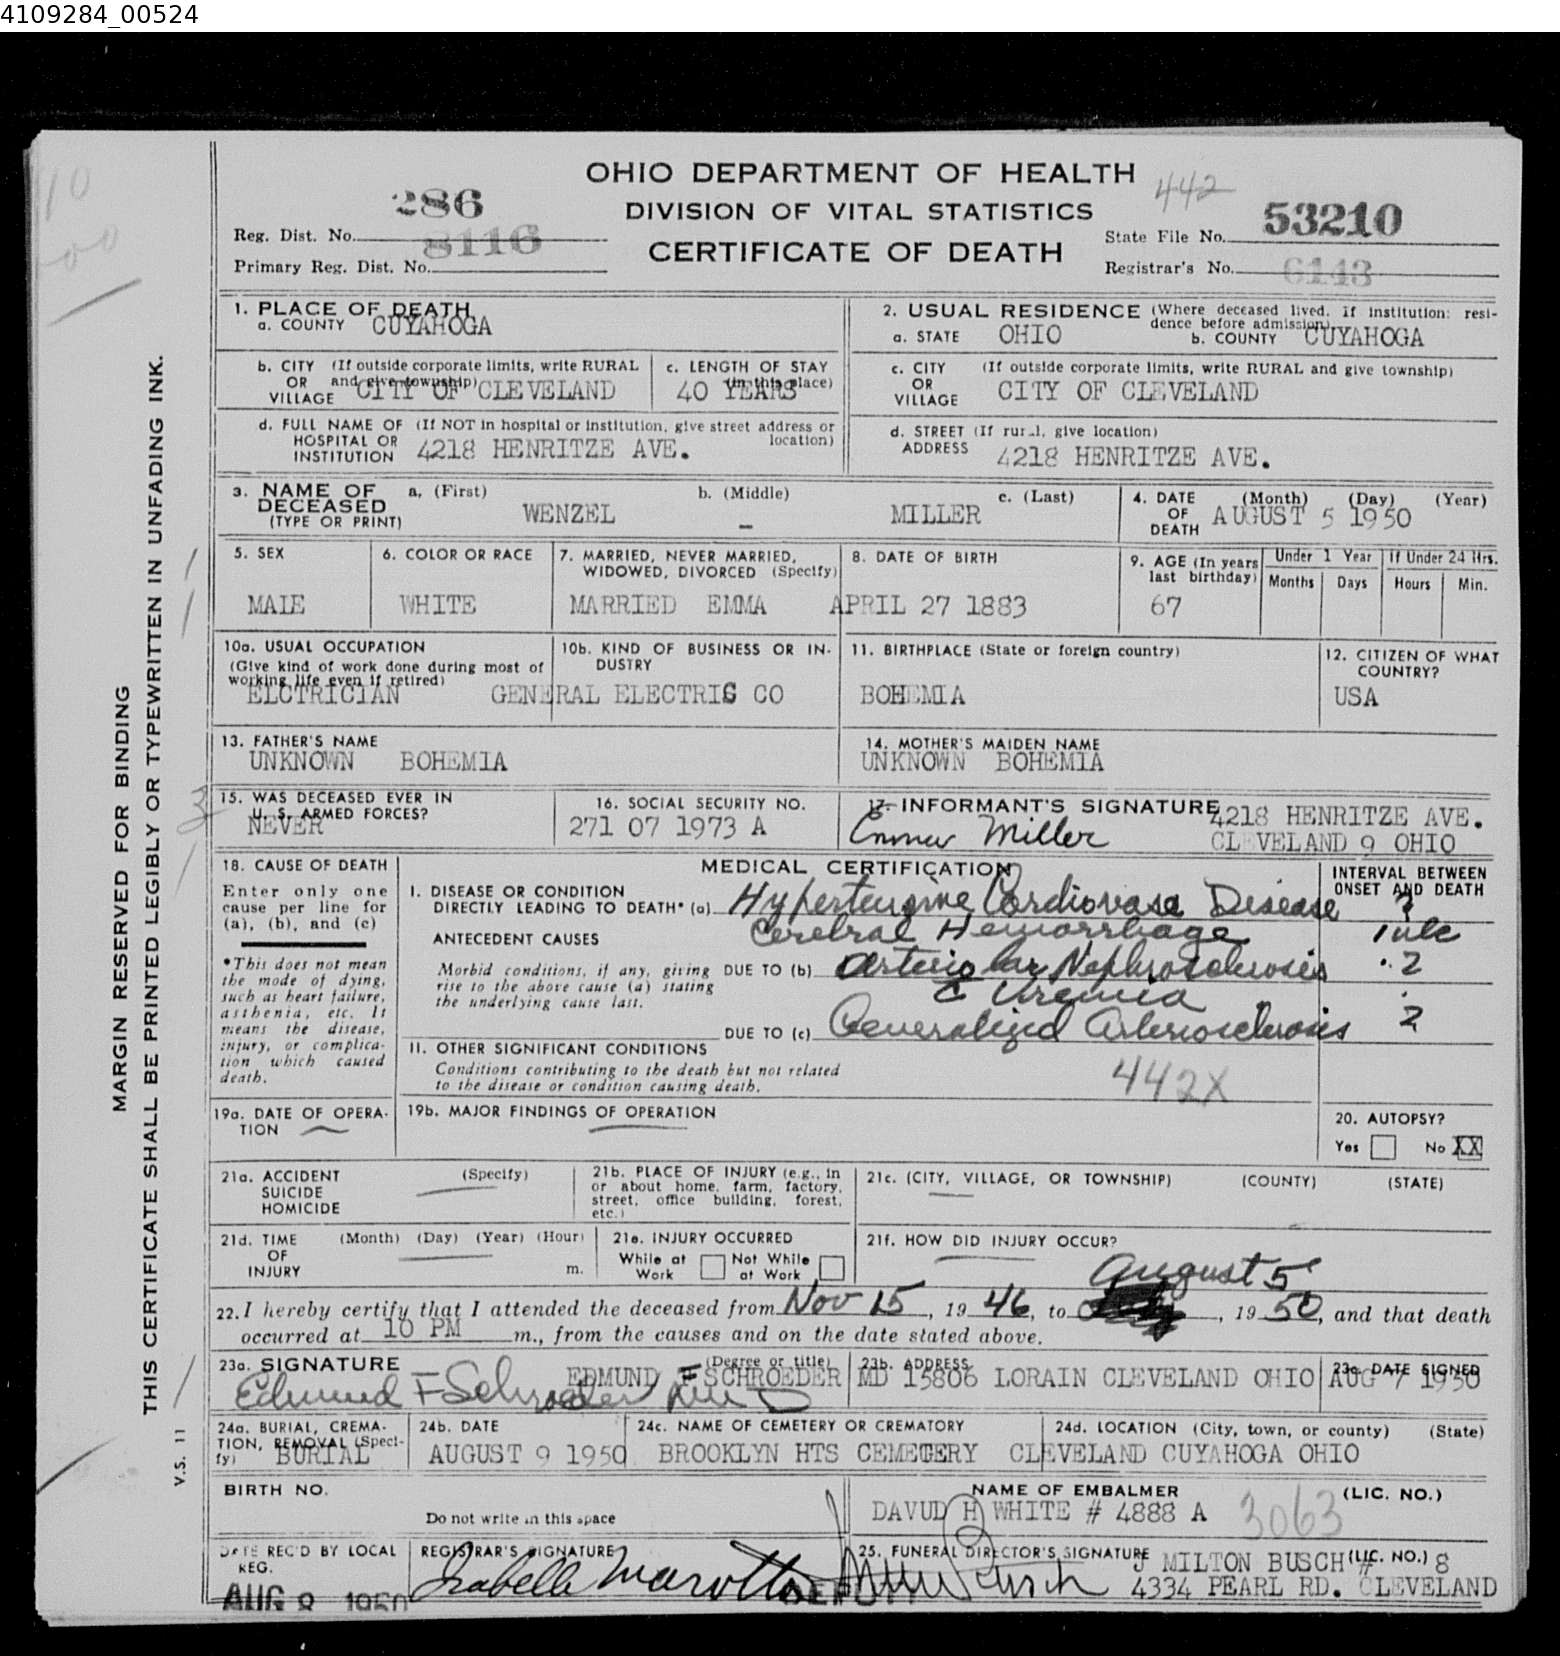 4109284_00524
OHIO DEPARTMENT OF HEALTH
DIVISION OF VITAL STATISTICS
CERTIFICATE OF DEATH
442
Reg. Dist. No. 286
Primary Reg. Dist. No. 8116
State File No. 53210
Registrar's No. 6143
MARGIN RESERVED FOR BINDING
THIS CERTIFICATE SHALL BE PRINTED LEGIBLY OR TYPEWRITTEN IN UNFADING INK.
V.S. 11
1. PLACE OF DEATH
a. COUNTY CUYAHOGA
2. USUAL RESIDENCE (Where deceased lived. If institution: residence before admission)
a. STATE OHIO b. COUNTY CUYAHOGA
b. CITY OR VILLAGE (If outside corporate limits, write RURAL and give township) CITY OF CLEVELAND
c. LENGTH OF STAY (in this place) 40 YEARS
c. CITY OR VILLAGE (If outside corporate limits, write RURAL and give township) CITY OF CLEVELAND
d. FULL NAME OF HOSPITAL OR INSTITUTION (If NOT in hospital or institution, give street address or location) 4218 HENRITZE AVE.
d. STREET ADDRESS (If rural, give location) 4218 HENRITZE AVE.
3. NAME OF DECEASED (TYPE OR PRINT) a. (First) WENZEL b. (Middle) – c. (Last) MILLER
4. DATE OF DEATH (Month) (Day) (Year) AUGUST 5 1950
5. SEX MAIE
6. COLOR OR RACE WHITE
7. MARRIED, NEVER MARRIED, WIDOWED, DIVORCED (Specify) MARRIED EMMA
8. DATE OF BIRTH APRIL 27 1883
9. AGE (In years last birthday) 67
Under 1 Year Months Days
If Under 24 Hrs. Hours Min.
10a. USUAL OCCUPATION (Give kind of work done during most of working life even if retired) ELCTRICIAN
10b. KIND OF BUSINESS OR INDUSTRY GENERAL ELECTRIC CO
11. BIRTHPLACE (State or foreign country) BOHEMIA
12. CITIZEN OF WHAT COUNTRY? USA
13. FATHER'S NAME UNKNOWN BOHEMIA
14. MOTHER'S MAIDEN NAME UNKNOWN BOHEMIA
15. WAS DECEASED EVER IN U. S. ARMED FORCES? NEVER
16. SOCIAL SECURITY NO. 271 07 1973 A
17. INFORMANT'S SIGNATURE Emma Miller 4218 HENRITZE AVE.
CLEVELAND 9 OHIO
18. CAUSE OF DEATH
Enter only one cause per line for (a), (b), and (c)
*This does not mean the mode of dying, such as heart failure, asthenia, etc. It means the disease, injury, or complication which caused death.
MEDICAL CERTIFICATION
INTERVAL BETWEEN ONSET AND DEATH
I. DISEASE OR CONDITION DIRECTLY LEADING TO DEATH* (a) Hypertensive Cardiovasa Disease ?
Cerebral Hemorrhage 1
ANTECEDENT CAUSES
Morbid conditions, if any, giving rise to the above cause (a) stating the underlying cause last.
DUE TO (b) Arteriolar Nephrosclerosis 2
c Uremia
DUE TO (c) Generalized Arteriosclerosis 2
II. OTHER SIGNIFICANT CONDITIONS
Conditions contributing to the death but not related to the disease or condition causing death.
442X
19a. DATE OF OPERATION
19b. MAJOR FINDINGS OF OPERATION
20. AUTOPSY?
Yes No XX
21a. ACCIDENT SUICIDE HOMICIDE (Specify)
21b. PLACE OF INJURY (e.g., in or about home, farm, factory, street, office building, forest, etc.)
21c. (CITY, VILLAGE, OR TOWNSHIP) (COUNTY) (STATE)
21d. TIME OF INJURY (Month) (Day) (Year) (Hour) m.
21e. INJURY OCCURRED
While at Work Not While at Work
21f. HOW DID INJURY OCCUR?
August 5
22. I hereby certify that I attended the deceased from Nov 15, 1946, to , 1950, and that death
occurred at 10 PM m., from the causes and on the date stated above.
23a. SIGNATURE (Degree or title) Edmund F Schroeder MD EDMUND F SCHROEDER MD
23b. ADDRESS 15806 LORAIN CLEVELAND OHIO
23c. DATE SIGNED AUG 7 1950
24a. BURIAL, CREMATION, REMOVAL (Specify) BURIAL
24b. DATE AUGUST 9 1950
24c. NAME OF CEMETERY OR CREMATORY BROOKLYN HTS CEMETERY
24d. LOCATION (City, town, or county) (State) CLEVELAND CUYAHOGA OHIO
BIRTH NO.
Do not write in this space
NAME OF EMBALMER (LIC. NO.)
DAVUD H WHITE # 4888 A 3063
DATE REC'D BY LOCAL REG. AUG 8 1950
REGISTRAR'S SIGNATURE Isabelle Marotto DEPUTY
25. FUNERAL DIRECTOR'S SIGNATURE (LIC. NO.) J MILTON BUSCH # 8
4334 PEARL RD. CLEVELAND